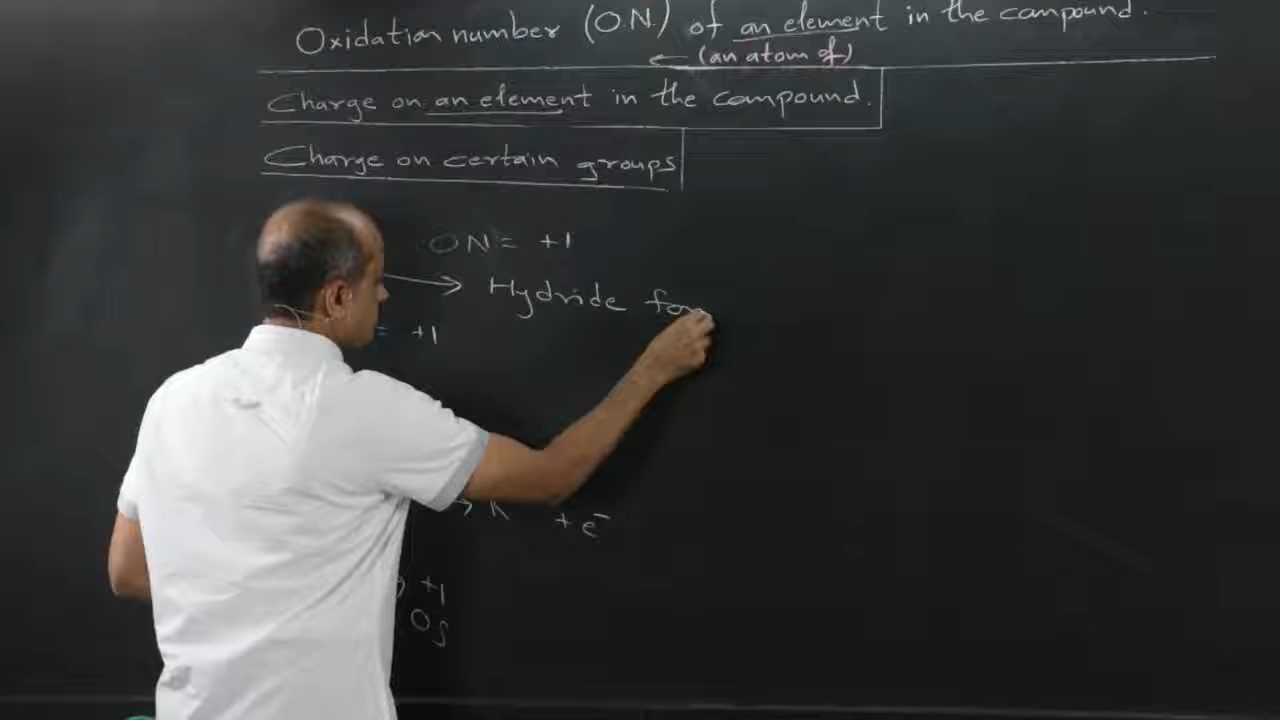 Oxidation number (O.N.) of an element in the compound.
← (an atom of)
Charge on an element in the compound.
Charge on certain groups
ON = +1
→ Hydride for
= +1
+ e⁻
+1